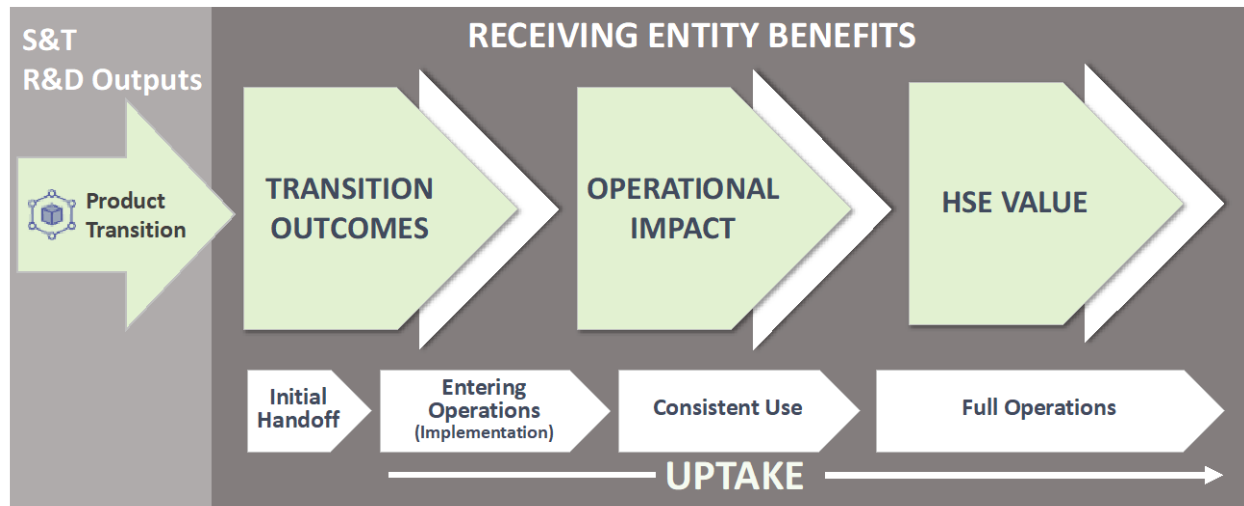 S&T
R&D Outputs
RECEIVING ENTITY BENEFITS
Product
Transition
TRANSITION
OUTCOMES
OPERATIONAL
IMPACT
HSE VALUE
Initial
Handoff
Entering
Operations
(Implementation)
Consistent Use
Full Operations
UPTAKE